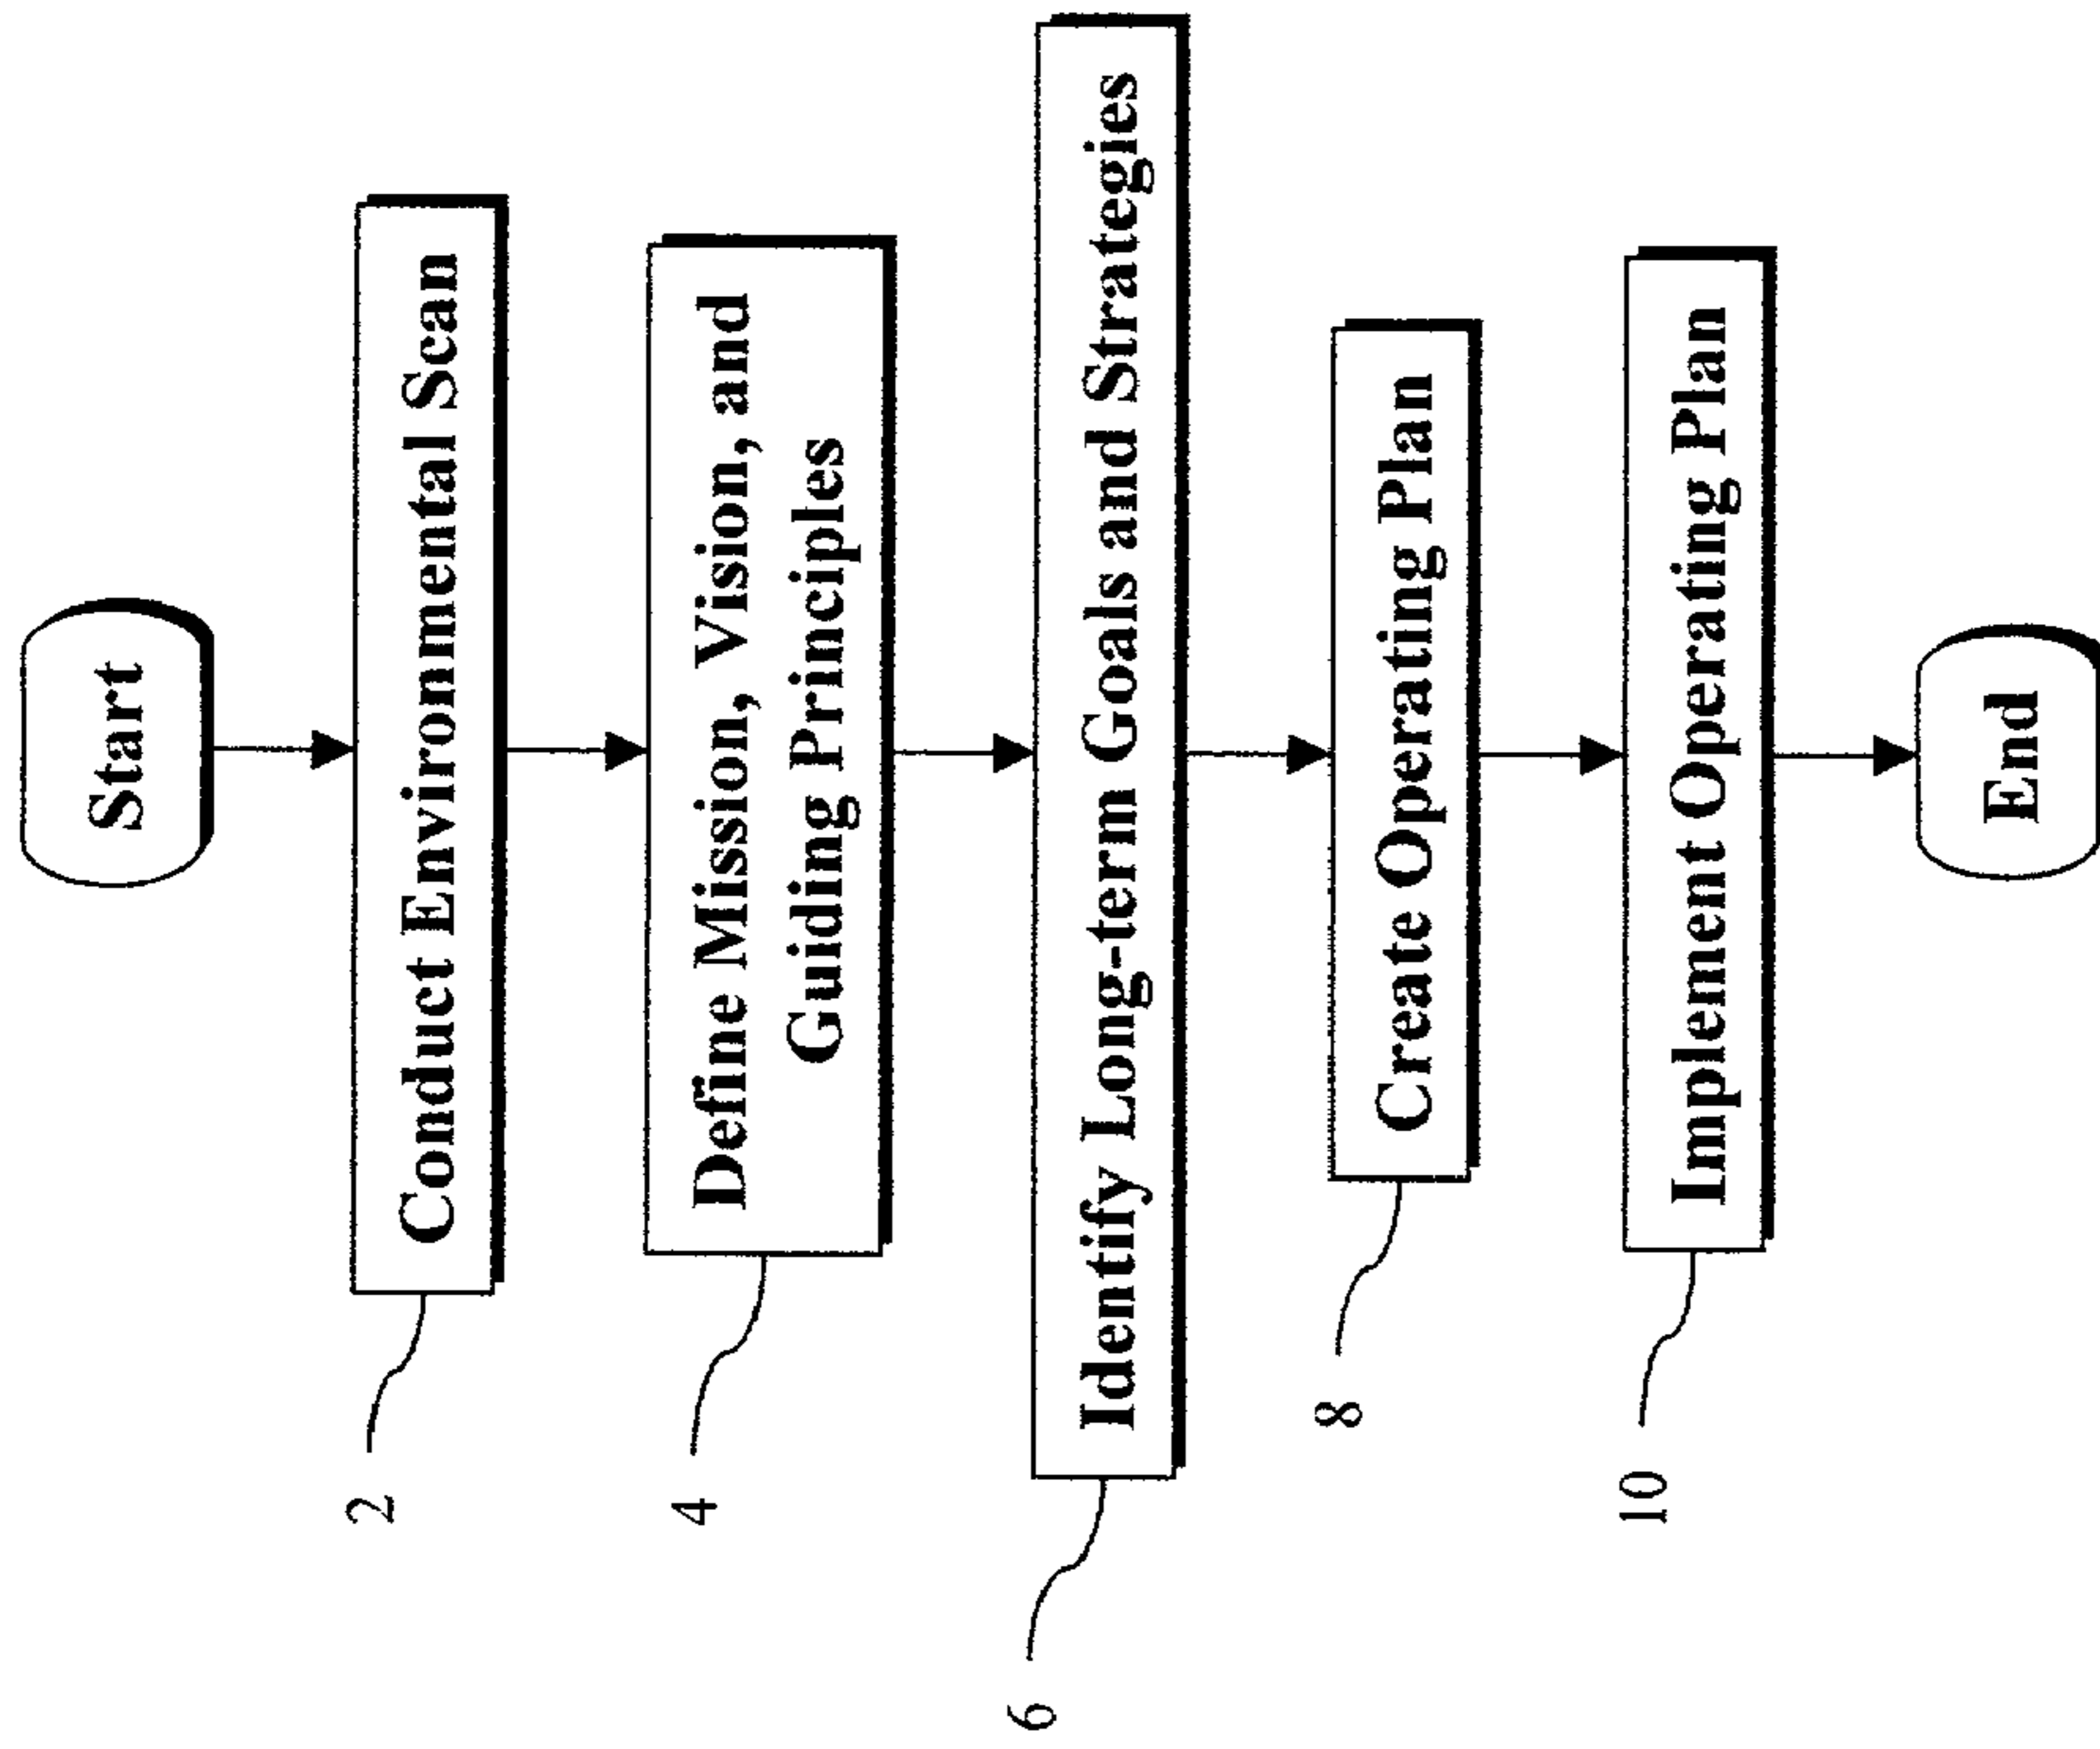 Start
Conduct Environmental Scan
2
Define Mission, Vision, and
Guiding Principles
4
Identify Long-term Goals and Strategies
6
Create Operating Plan
8
Implement Operating Plan
10
End